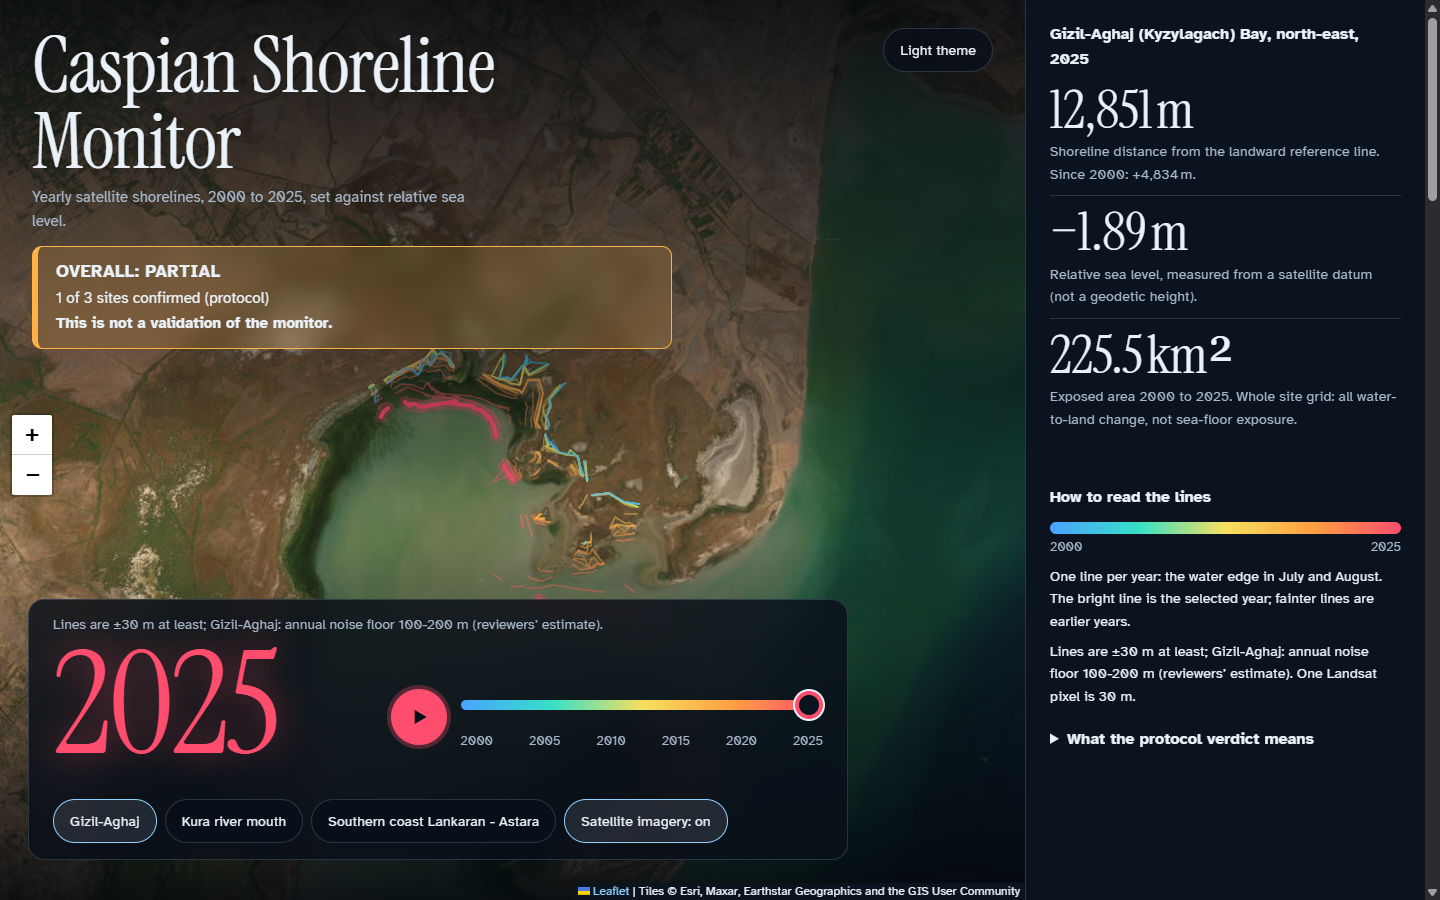 Caspian Shoreline
Monitor
Yearly satellite shorelines, 2000 to 2025, set against relative sea
level.
OVERALL: PARTIAL
1 of 3 sites confirmed (protocol)
This is not a validation of the monitor.
Light theme
+
−
Lines are ±30 m at least; Gizil-Aghaj: annual noise floor 100-200 m (reviewers’ estimate).
2025
2000 2005 2010 2015 2020 2025
Gizil-Aghaj
Kura river mouth
Southern coast Lankaran - Astara
Satellite imagery: on
Leaflet | Tiles © Esri, Maxar, Earthstar Geographics and the GIS User Community
Gizil-Aghaj (Kyzylagach) Bay, north-east,
2025
12,851 m
Shoreline distance from the landward reference line.
Since 2000: +4,834 m.
−1.89 m
Relative sea level, measured from a satellite datum
(not a geodetic height).
225.5 km²
Exposed area 2000 to 2025. Whole site grid: all water-
to-land change, not sea-floor exposure.
How to read the lines
2000 2025
One line per year: the water edge in July and August.
The bright line is the selected year; fainter lines are
earlier years.
Lines are ±30 m at least; Gizil-Aghaj: annual noise
floor 100-200 m (reviewers’ estimate). One Landsat
pixel is 30 m.
What the protocol verdict means